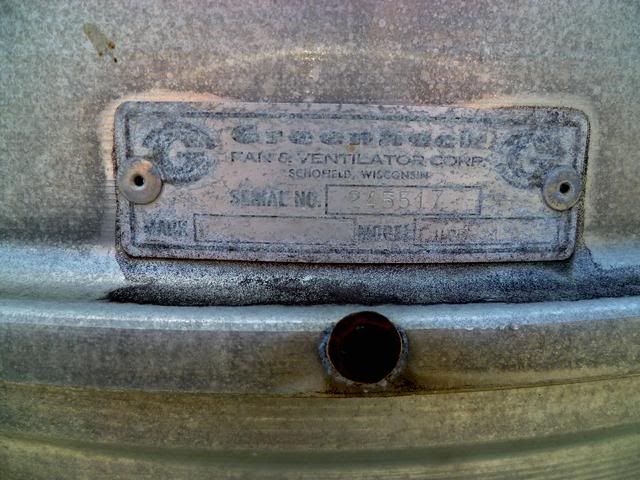 G Greenheck G
FAN & VENTILATOR CORP.
SCHOFIELD, WISCONSIN
SERIAL NO.
MARK MODEL